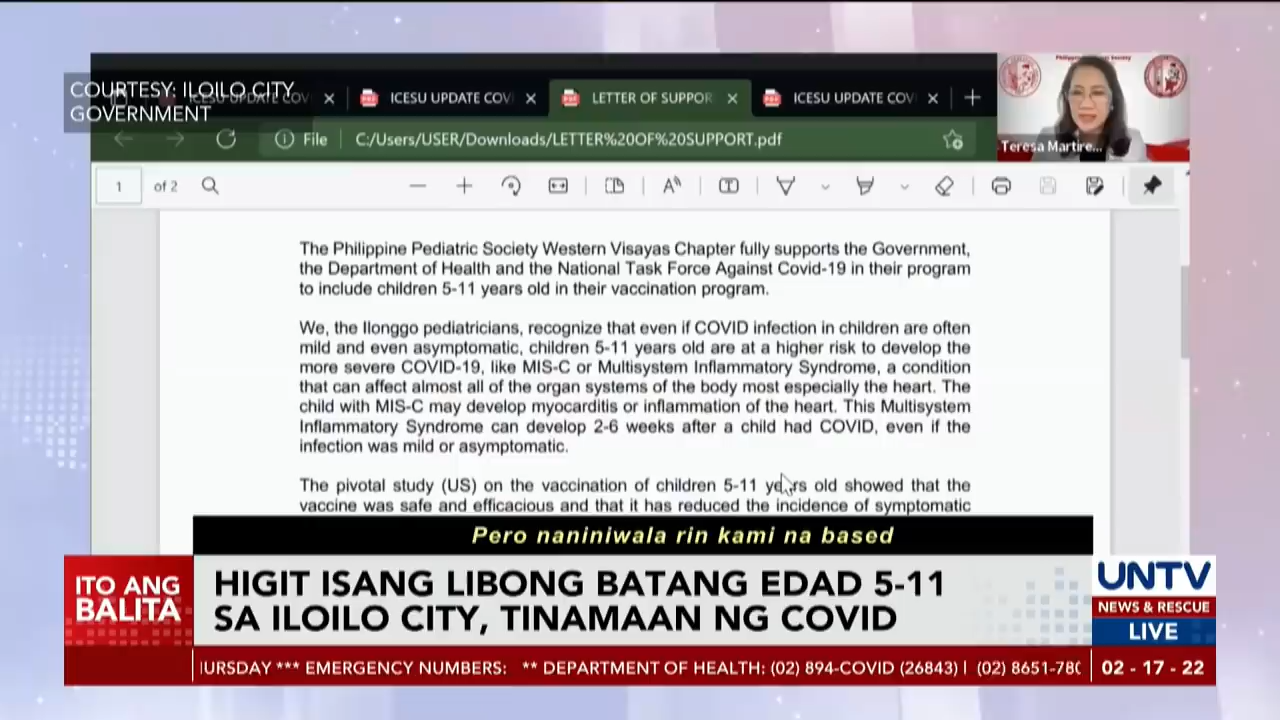 COURTESY: ILOILO CITY
GOVERNMENT
ICESU UPDATE COVI
LETTER OF SUPPOR
ICESU UPDATE COVI
File C:/Users/USER/Downloads/LETTER%20OF%20SUPPORT.pdf
Teresa Martire...
1 of 2
The Philippine Pediatric Society Western Visayas Chapter fully supports the Government,
the Department of Health and the National Task Force Against Covid-19 in their program
to include children 5-11 years old in their vaccination program.
We, the Ilonggo pediatricians, recognize that even if COVID infection in children are often
mild and even asymptomatic, children 5-11 years old are at a higher risk to develop the
more severe COVID-19, like MIS-C or Multisystem Inflammatory Syndrome, a condition
that can affect almost all of the organ systems of the body most especially the heart. The
child with MIS-C may develop myocarditis or inflammation of the heart. This Multisystem
Inflammatory Syndrome can develop 2-6 weeks after a child had COVID, even if the
infection was mild or asymptomatic.
The pivotal study (US) on the vaccination of children 5-11 years old showed that the
vaccine was safe and efficacious and that it has reduced the incidence of symptomatic
Pero naniniwala rin kami na based
ITO ANG
BALITA
HIGIT ISANG LIBONG BATANG EDAD 5-11
SA ILOILO CITY, TINAMAAN NG COVID
UNTV
NEWS & RESCUE
LIVE
URSDAY *** EMERGENCY NUMBERS: ** DEPARTMENT OF HEALTH: (02) 894-COVID (26843) I (02) 8651-780
02 - 17 - 22